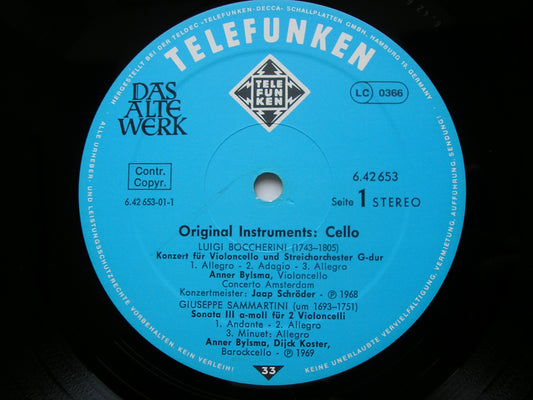 HERGESTELLT BEI DER TELDEC »TELEFUNKEN-DECCA« SCHALLPLATTEN GMBH, HAMBURG 19, GERMANY.
TELEFUNKEN
TELE
FUN
KEN
DAS
ALTE
WERK
LC 0366
Contr.
Copyr.
6.42 653-01-1
6.42 653
Seite 1 STEREO
Original Instruments: Cello
LUIGI BOCCHERINI (1743–1805)
Konzert für Violoncello und Streichorchester G-dur
1. Allegro - 2. Adagio - 3. Allegro
Anner Bylsma, Violoncello
Concerto Amsterdam
Konzertmeister: Jaap Schröder - Ⓟ 1968
GIUSEPPE SAMMARTINI (um 1693–1751)
Sonata III a-moll für 2 Violoncelli
1. Andante - 2. Allegro
3. Minuet: Allegro
Anner Bylsma, Dijck Koster,
Barockcello - Ⓟ 1969
33
ALLE URHEBER- UND LEISTUNGSSCHUTZRECHTE VORBEHALTEN. KEIN VERLEIH!
KEINE UNERLAUBTE VERVIELFÄLTIGUNG, VERMIETUNG, AUFFÜHRUNG, SENDUNG!